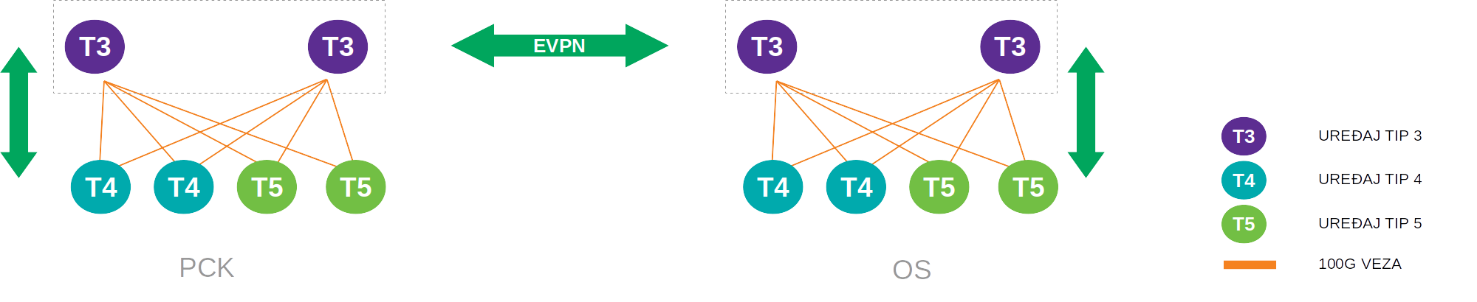 T3 T3 EVPN T3 T3
T4 T4 T5 T5 T4 T4 T5 T5
PCK OS
T3 UREĐAJ TIP 3
T4 UREĐAJ TIP 4
T5 UREĐAJ TIP 5
100G VEZA